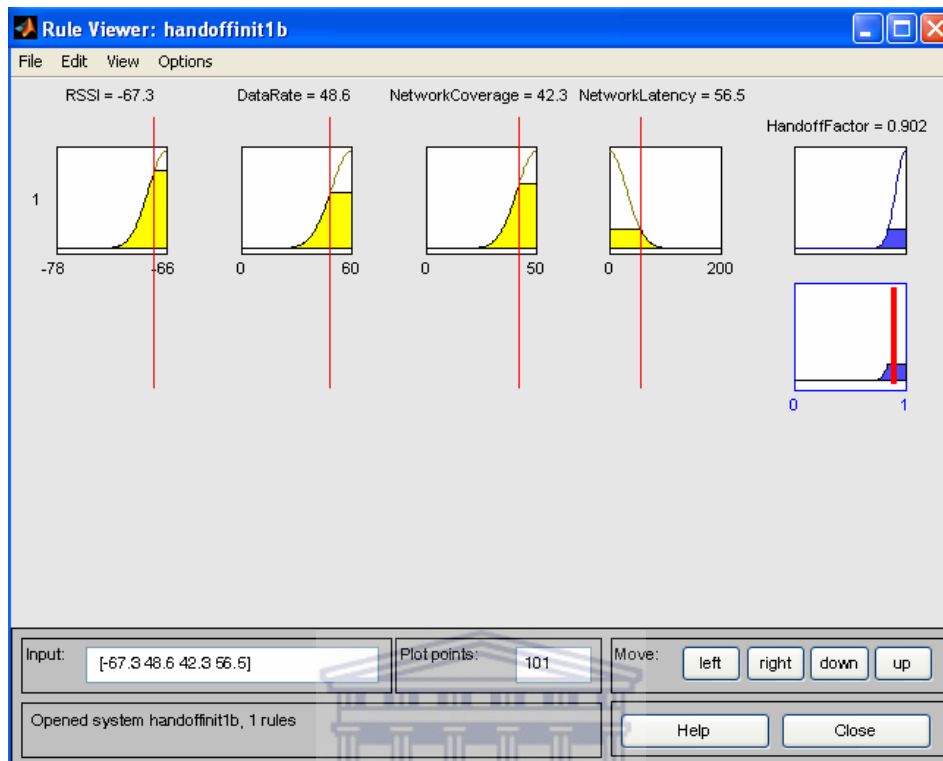 Rule Viewer: handoffinit1b
File Edit View Options
RSSI = -67.3 DataRate = 48.6 NetworkCoverage = 42.3 NetworkLatency = 56.5
HandoffFactor = 0.902
1
-78 -66 0 60 0 50 0 200
0 1
Input: [-67.3 48.6 42.3 56.5] Plot points: 101 Move: left right down up
Opened system handoffinit1b, 1 rules Help Close